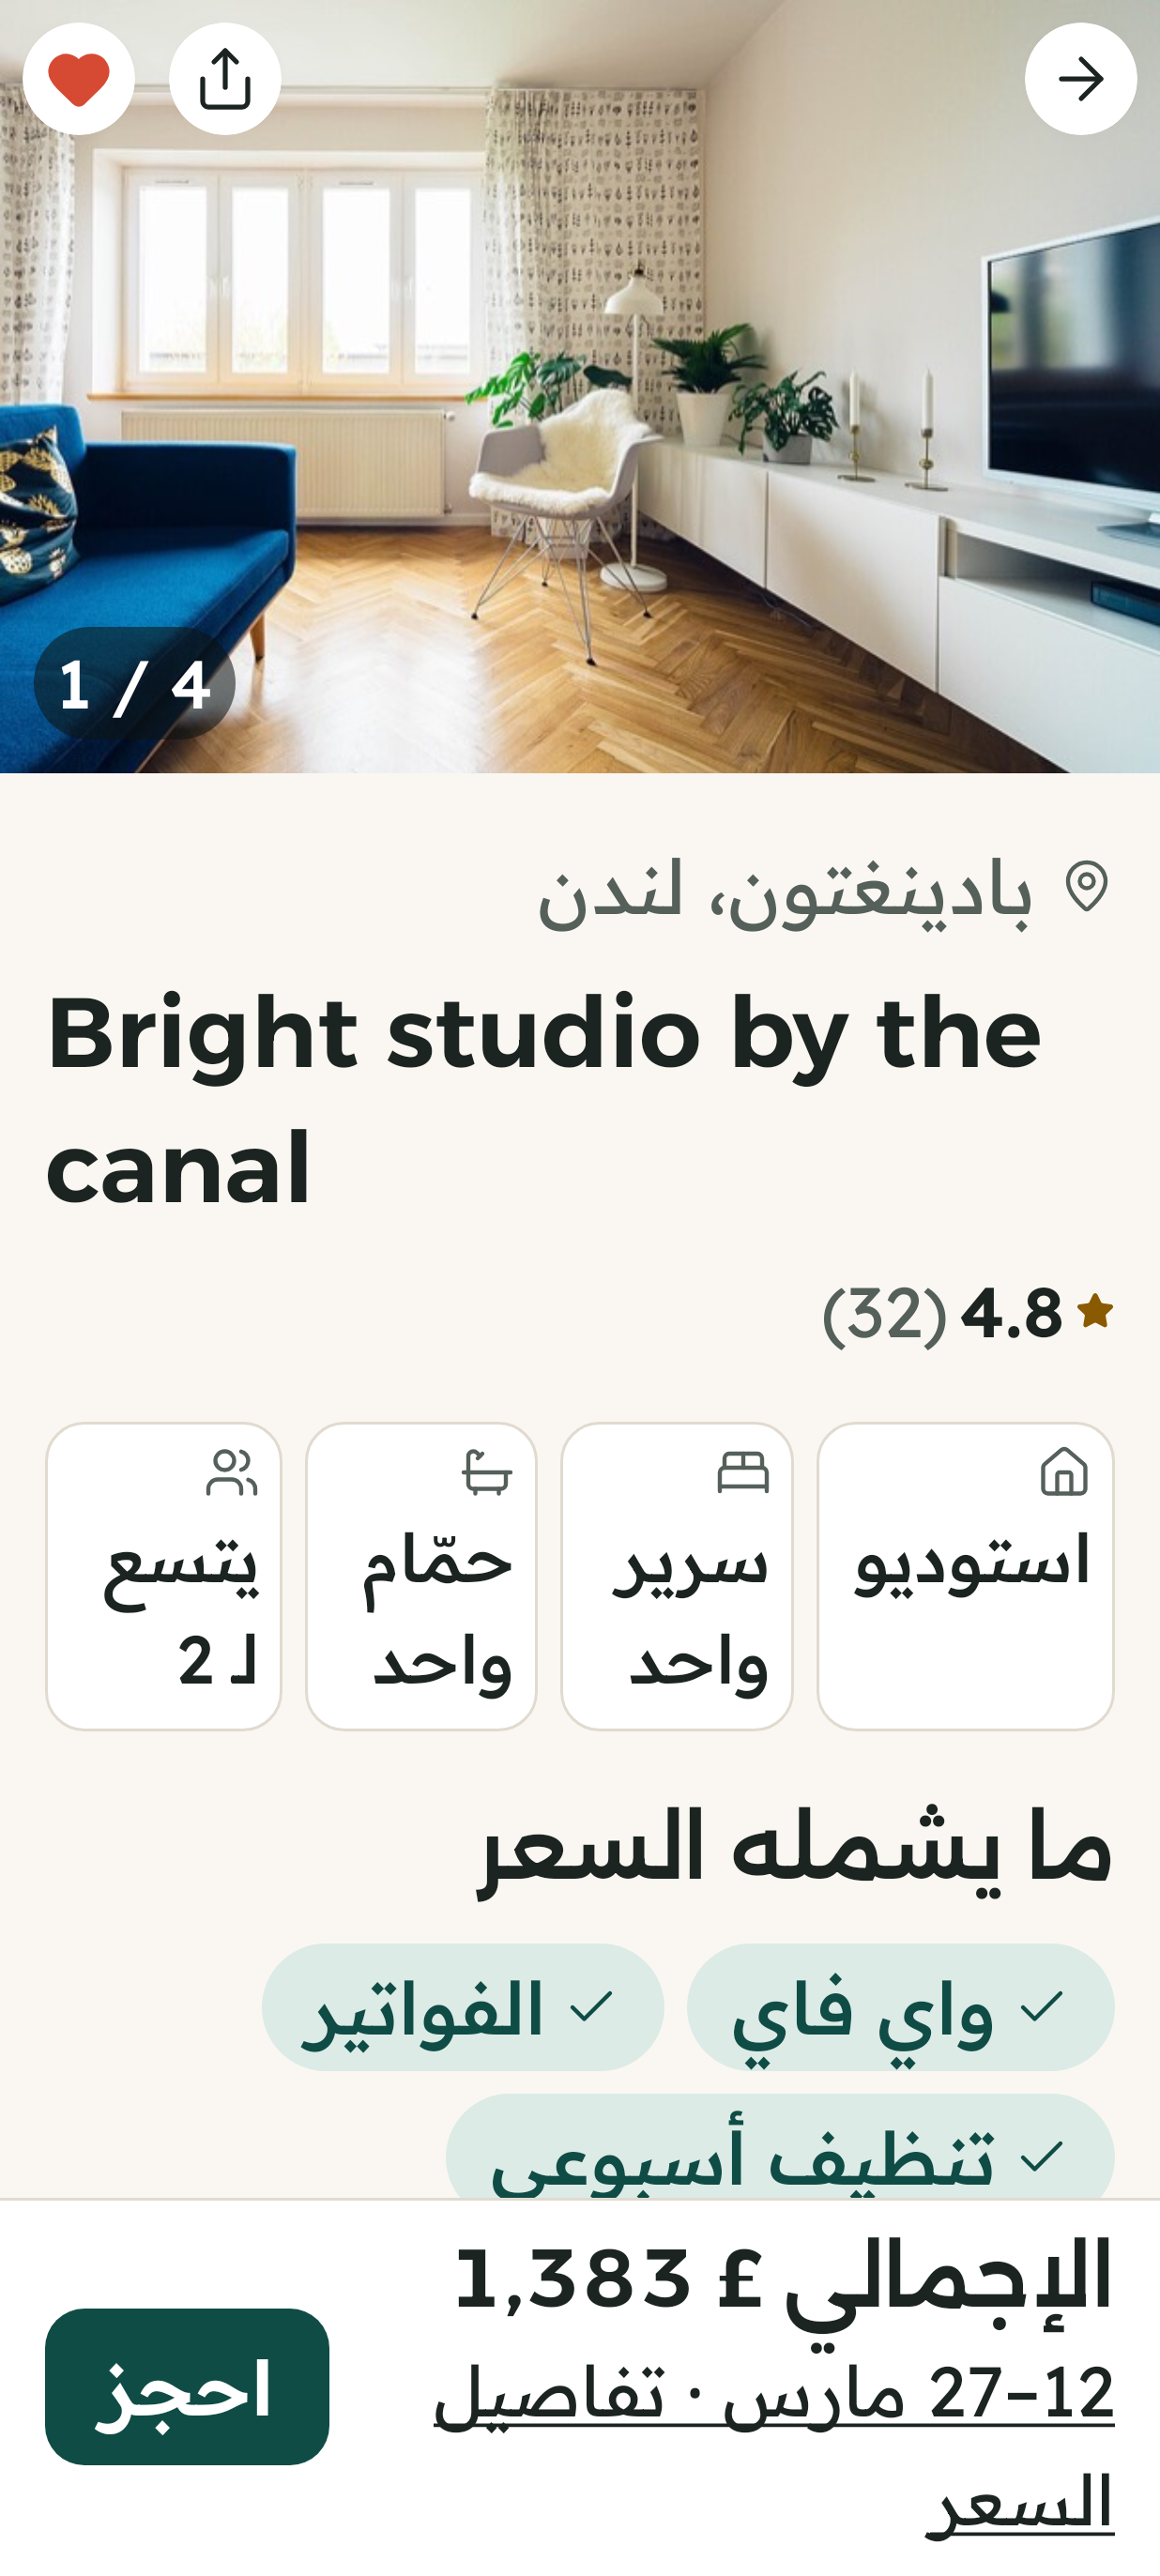 1 / 4
بادينغتون، لندن
Bright studio by the
canal
4.8 (32)
استوديو
سرير
واحد
حمّام
واحد
يتسع
لـ 2
ما يشمله السعر
واي فاي
الفواتير
تنظيف أسبوعي
الإجمالي £ 1,383
12–27 مارس · تفاصيل
السعر
احجز